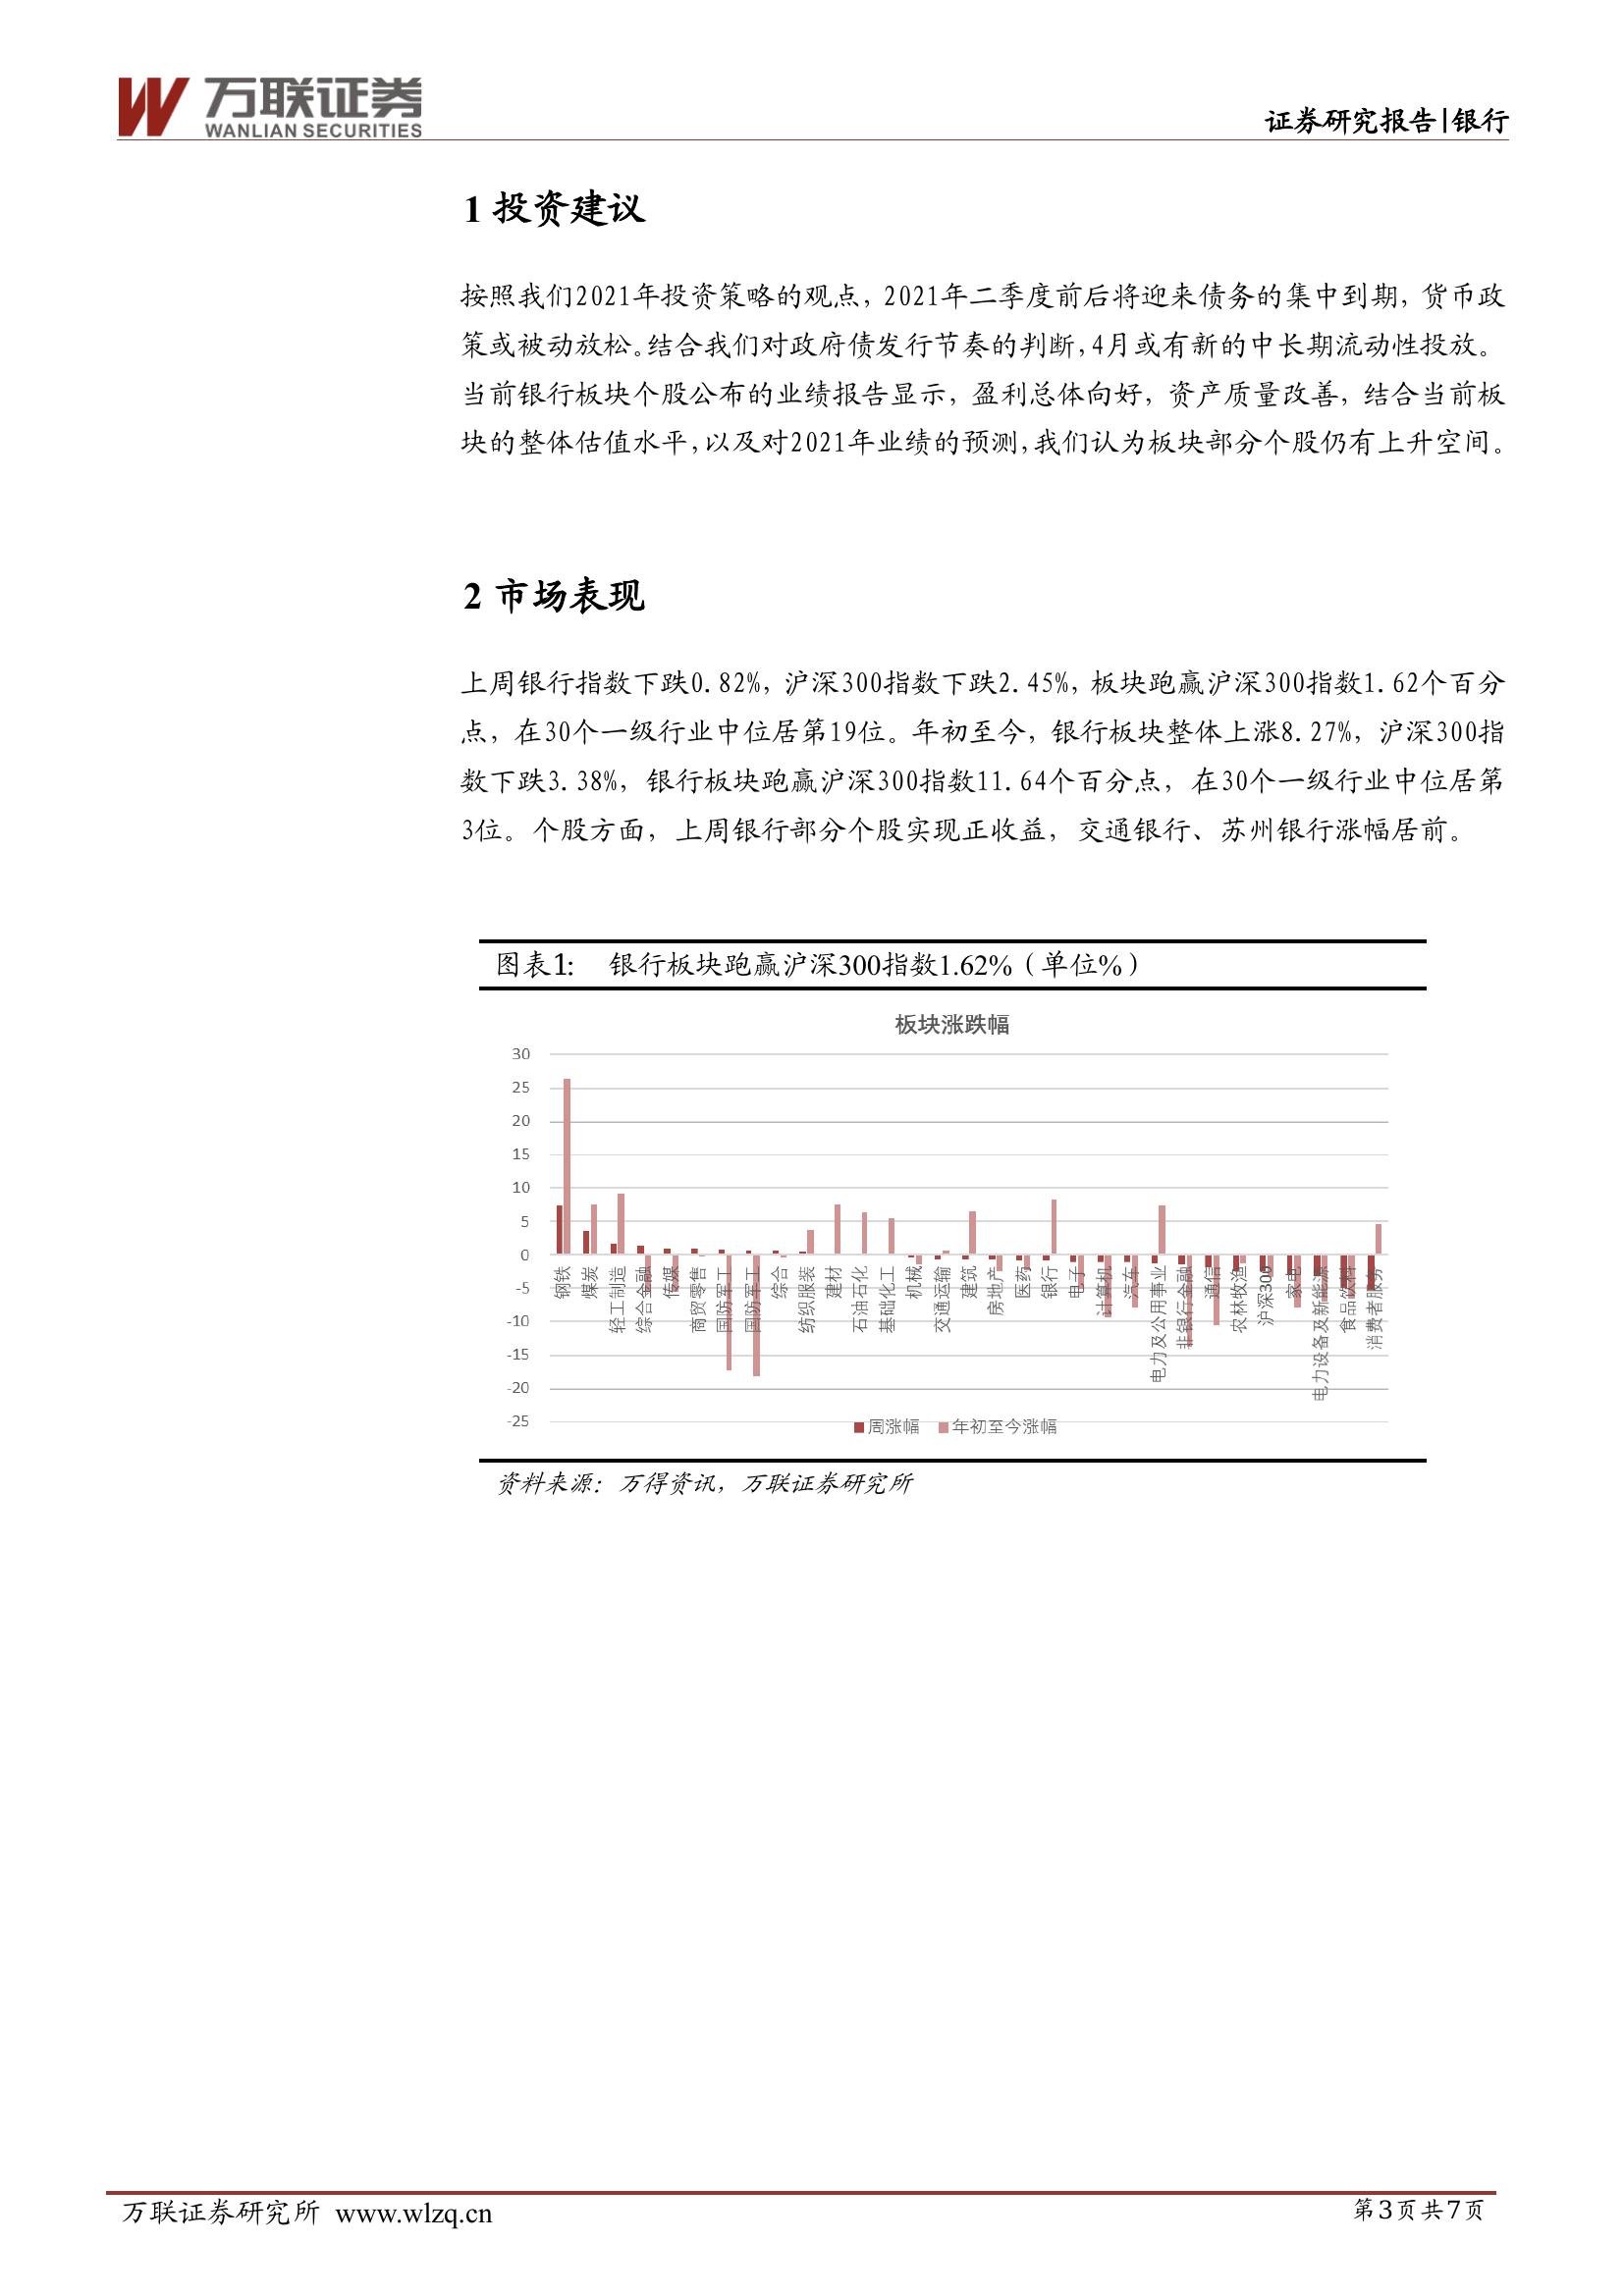 万联证券
WANLIAN SECURITIES
证券研究报告|银行
1 投资建议
按照我们2021年投资策略的观点，2021年二季度前后将迎来债务的集中到期，货币政
策或被动放松。结合我们对政府债发行节奏的判断，4月或有新的中长期流动性投放。
当前银行板块个股公布的业绩报告显示，盈利总体向好，资产质量改善，结合当前板
块的整体估值水平，以及对2021年业绩的预测，我们认为板块部分个股仍有上升空间。
2 市场表现
上周银行指数下跌0.82%，沪深300指数下跌2.45%，板块跑赢沪深300指数1.62个百分
点，在30个一级行业中位居第19位。年初至今，银行板块整体上涨8.27%，沪深300指
数下跌3.38%，银行板块跑赢沪深300指数11.64个百分点，在30个一级行业中位居第
3位。个股方面，上周银行部分个股实现正收益，交通银行、苏州银行涨幅居前。
图表1： 银行板块跑赢沪深300指数1.62%（单位%）
板块涨跌幅
30
25
20
15
10
5
0
-5
-10
-15
-20
-25
钢铁
煤炭
轻工制造
综合金融
传媒
商贸零售
国防军工
国防军工
综合
纺织服装
建材
石油石化
基础化工
机械
交通运输
建筑
房地产
医药
银行
电子
计算机
汽车
电力及公用事业
非银行金融
通信
农林牧渔
沪深300
家电
电力设备及新能源
食品饮料
消费者服务
周涨幅 年初至今涨幅
资料来源：万得资讯，万联证券研究所
万联证券研究所 www.wlzq.cn
第3页共7页